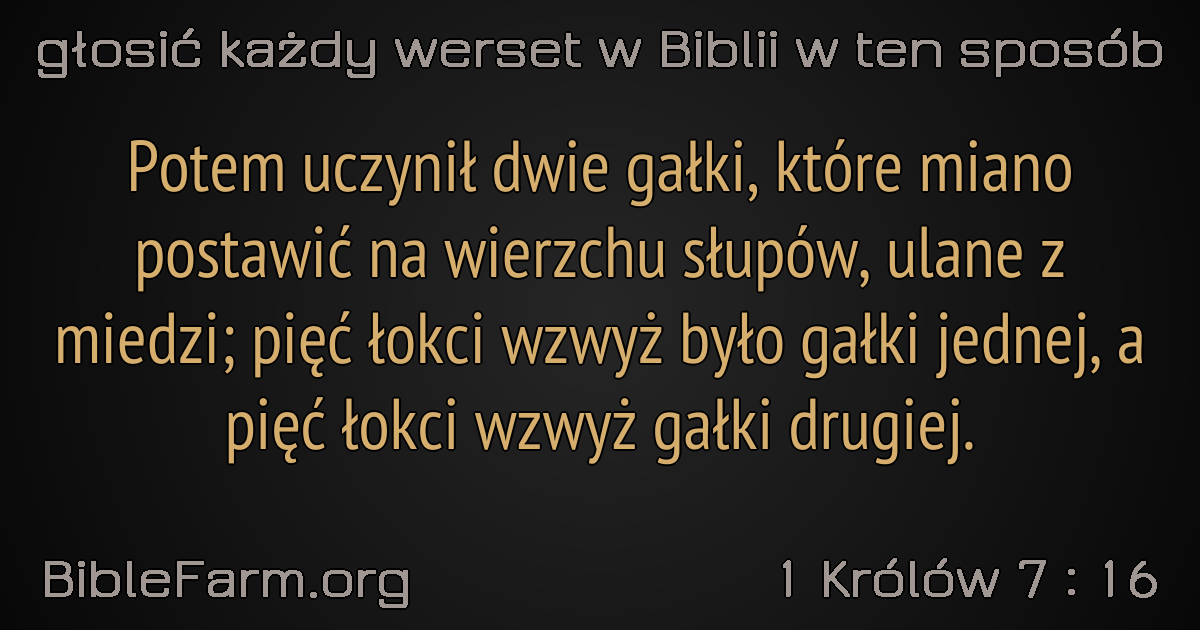 głosić każdy werset w Biblii w ten sposób
Potem uczynił dwie gałki, które miano
postawić na wierzchu słupów, ulane z
miedzi; pięć łokci wzwyż było gałki jednej, a
pięć łokci wzwyż gałki drugiej.
BibleFarm.org
1 Królów 7 : 16